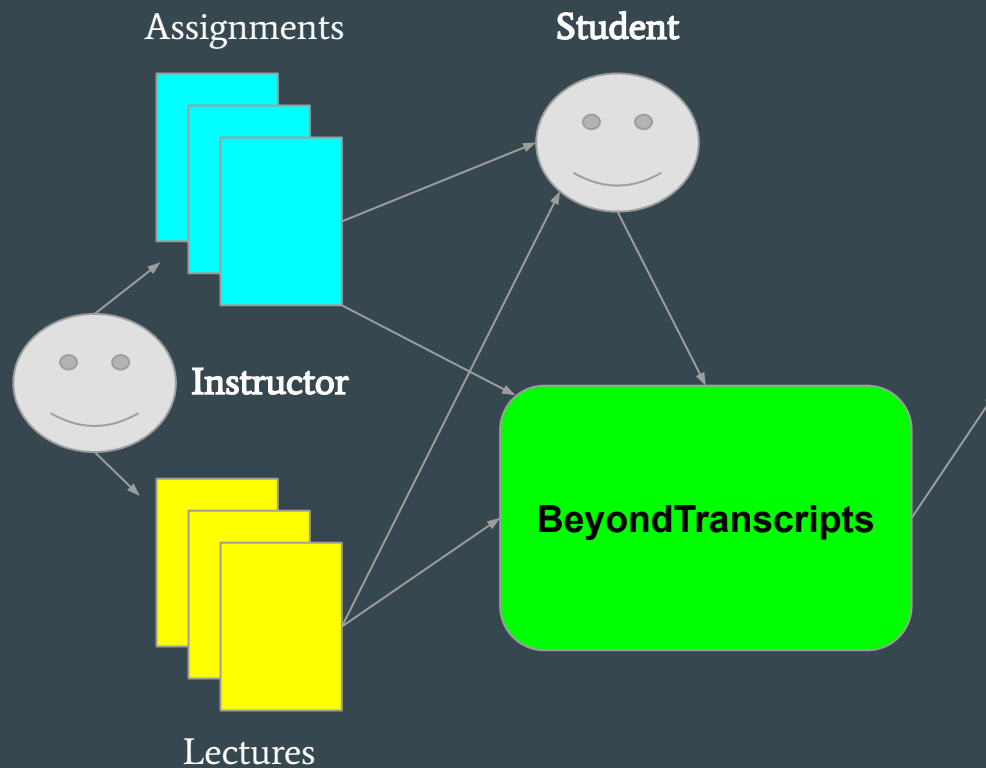 Assignments
Student
Instructor
BeyondTranscripts
Lectures